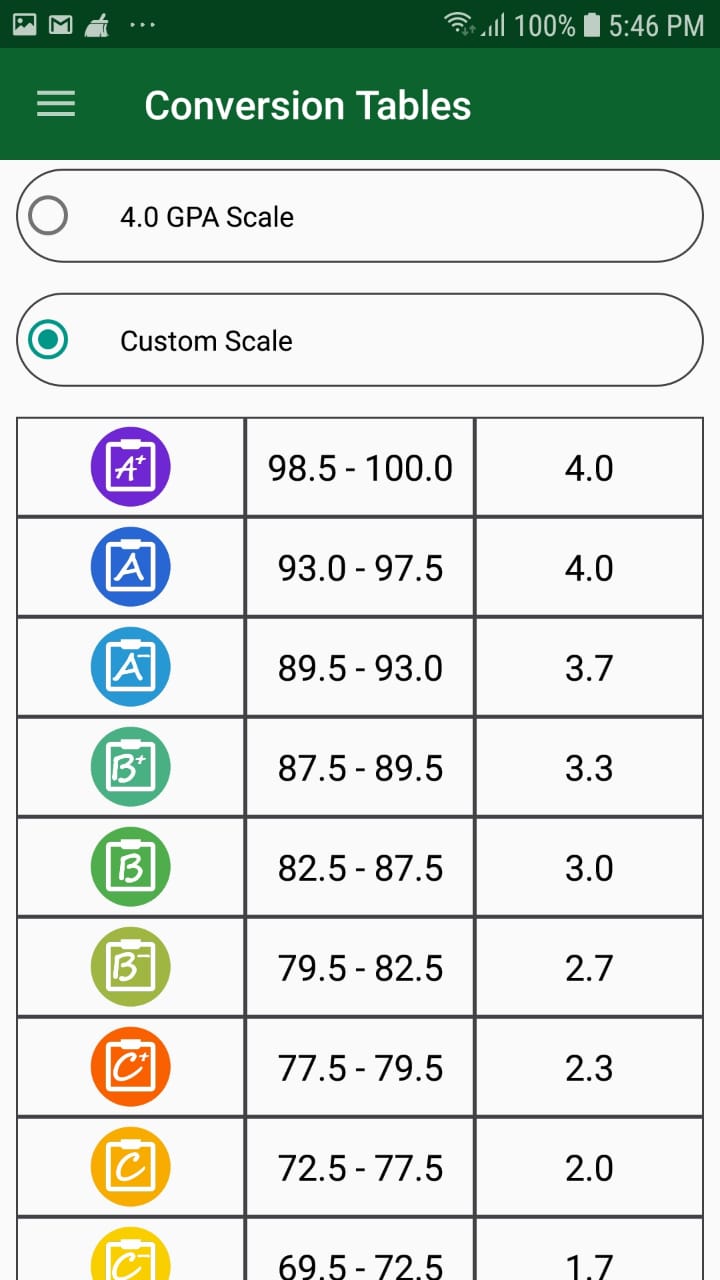 100% 5:46 PM
Conversion Tables
4.0 GPA Scale
Custom Scale
A+ 98.5 - 100.0 4.0
A 93.0 - 97.5 4.0
A- 89.5 - 93.0 3.7
B+ 87.5 - 89.5 3.3
B 82.5 - 87.5 3.0
B- 79.5 - 82.5 2.7
C+ 77.5 - 79.5 2.3
C 72.5 - 77.5 2.0
C- 69.5 - 72.5 1.7